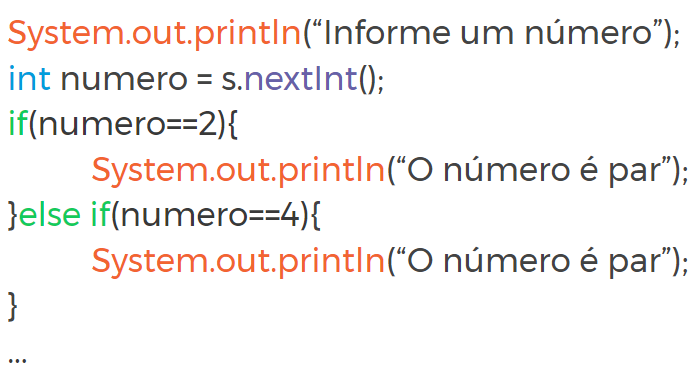 System.out.println(“Informe um número”);
int numero = s.nextInt();
if(numero==2){
System.out.println(“O número é par”);
}else if(numero==4){
System.out.println(“O número é par”);
}
...